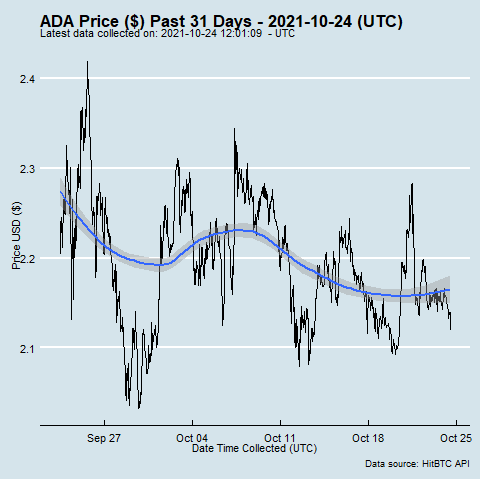 ADA Price ($) Past 31 Days - 2021-10-24 (UTC)
Latest data collected on: 2021-10-24 12:01:09  - UTC
2.4
2.3
2.2
2.1
Price USD ($)
Sep 27
Oct 04
Oct 11
Oct 18
Oct 25
Date Time Collected (UTC)
Data source: HitBTC API